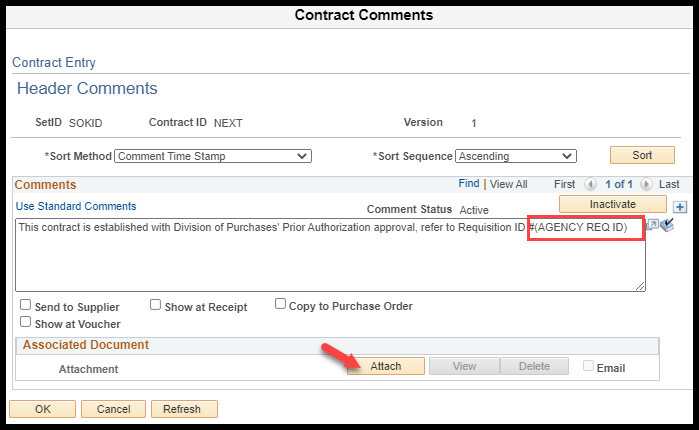 Contract Comments
Contract Entry
Header Comments
SetID SOKID Contract ID NEXT Version 1
*Sort Method Comment Time Stamp *Sort Sequence Ascending Sort
Comments Find | View All First 1 of 1 Last
Use Standard Comments Comment Status Active Inactivate
This contract is established with Division of Purchases' Prior Authorization approval, refer to Requisition ID #(AGENCY REQ ID)
Send to Supplier Show at Receipt Copy to Purchase Order
Show at Voucher
Associated Document
Attachment Attach View Delete Email
OK Cancel Refresh